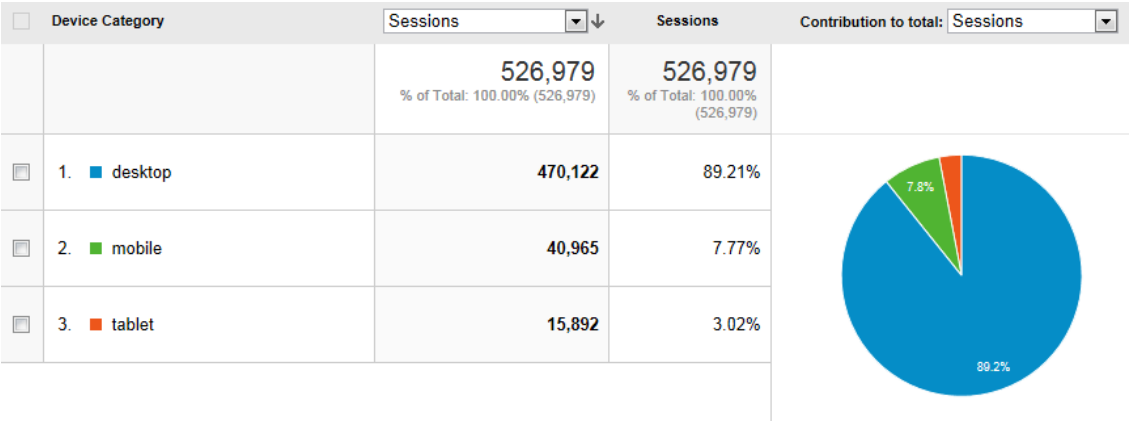 Device Category Sessions Sessions Contribution to total: Sessions
526,979 526,979
% of Total: 100.00% (526,979) % of Total: 100.00%
(526,979)
1. desktop 470,122 89.21%
2. mobile 40,965 7.77%
3. tablet 15,892 3.02%
7.8%
89.2%